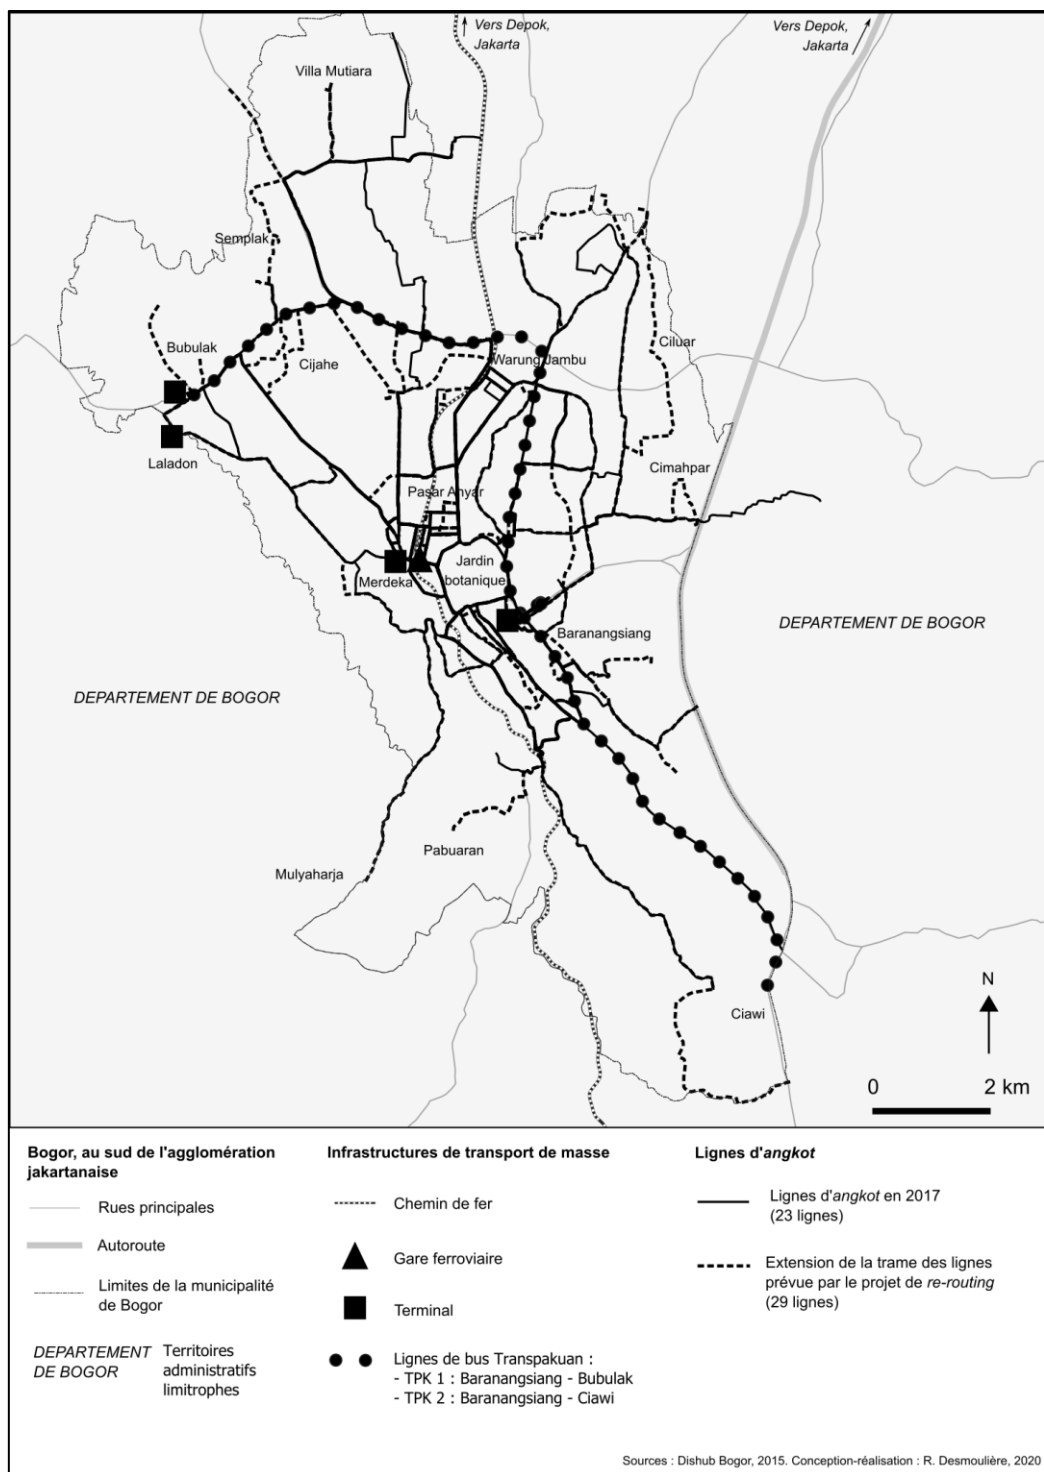 Vers Depok,
Jakarta
Vers Depok,
Jakarta
Villa Mutiara
Semplak
Bubulak
Cijahe
Warung Jambu
Ciluar
Laladon
Cimahpar
Pasar Anyar
Merdeka
Jardin
botanique
Baranangsiang
DEPARTEMENT DE BOGOR
DEPARTEMENT DE BOGOR
Pabuaran
Mulyaharja
Ciawi
N
0 2 km
Bogor, au sud de l'agglomération
jakartanaise
Rues principales
Autoroute
Limites de la municipalité
de Bogor
DEPARTEMENT
DE BOGOR
Territoires
administratifs
limitrophes
Infrastructures de transport de masse
Chemin de fer
Gare ferroviaire
Terminal
Lignes de bus Transpakuan :
- TPK 1 : Baranangsiang - Bubulak
- TPK 2 : Baranangsiang - Ciawi
Lignes d'angkot
Lignes d'angkot en 2017
(23 lignes)
Extension de la trame des lignes
prévue par le projet de re-routing
(29 lignes)
Sources : Dishub Bogor, 2015. Conception-réalisation : R. Desmoulière, 2020